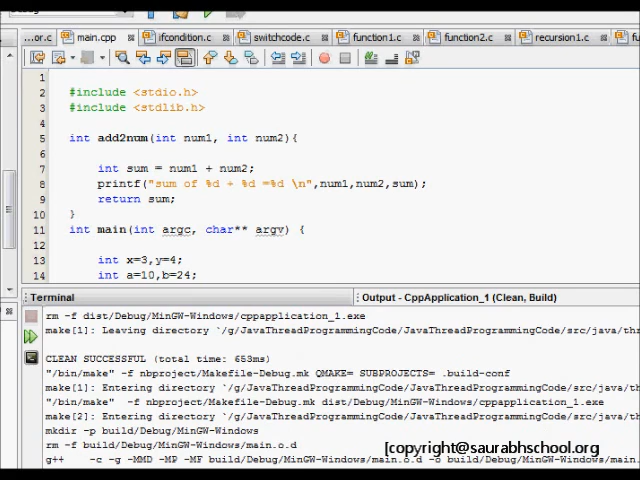 ...or.c main.cpp ifcondition.c switchcode.c function1.c function2.c recursion1.c
1
2 #include <stdio.h>
3 #include <stdlib.h>
4
5 int add2num(int num1, int num2){
6
7 int sum = num1 + num2;
8 printf("sum of %d + %d =%d \n",num1,num2,sum);
9 return sum;
10 }
11 int main(int argc, char** argv) {
12
13 int x=3,y=4;
14 int a=10,b=24;
Terminal Output - CppApplication_1 (Clean, Build)
rm -f dist/Debug/MinGW-Windows/cppapplication_1.exe
make[1]: Leaving directory `/g/JavaThreadProgrammingCode/JavaThreadProgrammingCode/src/java/thr
CLEAN SUCCESSFUL (total time: 653ms)
"/bin/make" -f nbproject/Makefile-Debug.mk QMAKE= SUBPROJECTS= .build-conf
make[1]: Entering directory `/g/JavaThreadProgrammingCode/JavaThreadProgrammingCode/src/java/th
"/bin/make" -f nbproject/Makefile-Debug.mk dist/Debug/MinGW-Windows/cppapplication_1.exe
make[2]: Entering directory `/g/JavaThreadProgrammingCode/JavaThreadProgrammingCode/src/java/th
mkdir -p build/Debug/MinGW-Windows
rm -f build/Debug/MinGW-Windows/main.o.d
[copyright@saurabhschool.org
g++ -c -g -MMD -MP -MF build/Debug/MinGW-Windows/main.o.d -o build/Debug/MinGW-Windows/main.